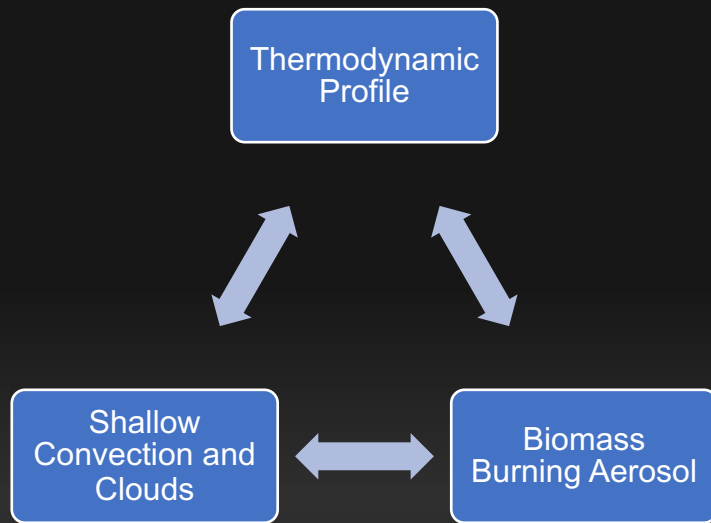 Thermodynamic
Profile
Shallow
Convection and
Clouds
Biomass
Burning Aerosol